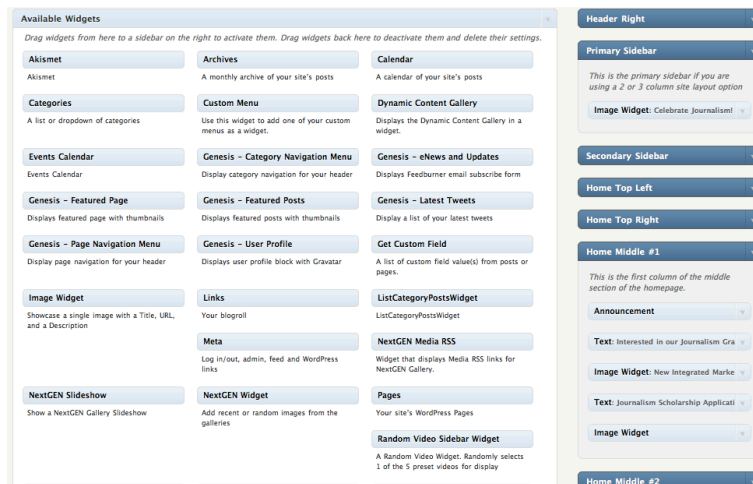 Available Widgets
Drag widgets from here to a sidebar on the right to activate them. Drag widgets back here to deactivate them and delete their settings.
Akismet
Akismet
Archives
A monthly archive of your site's posts
Calendar
A calendar of your site's posts
Categories
A list or dropdown of categories
Custom Menu
Use this widget to add one of your custom
menus as a widget.
Dynamic Content Gallery
Displays the Dynamic Content Gallery in a
widget.
Events Calendar
Events Calendar
Genesis - Category Navigation Menu
Display category navigation for your header
Genesis - eNews and Updates
Displays Feedburner email subscribe form
Genesis - Featured Page
Displays featured page with thumbnails
Genesis - Featured Posts
Displays featured posts with thumbnails
Genesis - Latest Tweets
Display a list of your latest tweets
Genesis - Page Navigation Menu
Display page navigation for your header
Genesis - User Profile
Displays user profile block with Gravatar
Get Custom Field
A list of custom field value(s) from posts or
pages.
Image Widget
Showcase a single image with a Title, URL,
and a Description
Links
Your blogroll
ListCategoryPostsWidget
ListCategoryPostsWidget
Meta
Log in/out, admin, feed and WordPress
links
NextGEN Media RSS
Widget that displays Media RSS links for
NextGEN Gallery.
NextGEN Slideshow
Show a NextGEN Gallery Slideshow
NextGEN Widget
Add recent or random images from the
galleries
Pages
Your site's WordPress Pages
Random Video Sidebar Widget
A Random Video Widget. Randomly selects
1 of the 5 preset videos for display
Header Right
Primary Sidebar
This is the primary sidebar if you are
using a 2 or 3 column site layout option
Image Widget: Celebrate Journalism!
Secondary Sidebar
Home Top Left
Home Top Right
Home Middle #1
This is the first column of the middle
section of the homepage.
Announcement
Text: Interested in our Journalism Gra
Image Widget: New Integrated Marke
Text: Journalism Scholarship Applicati
Image Widget
Home Middle #2